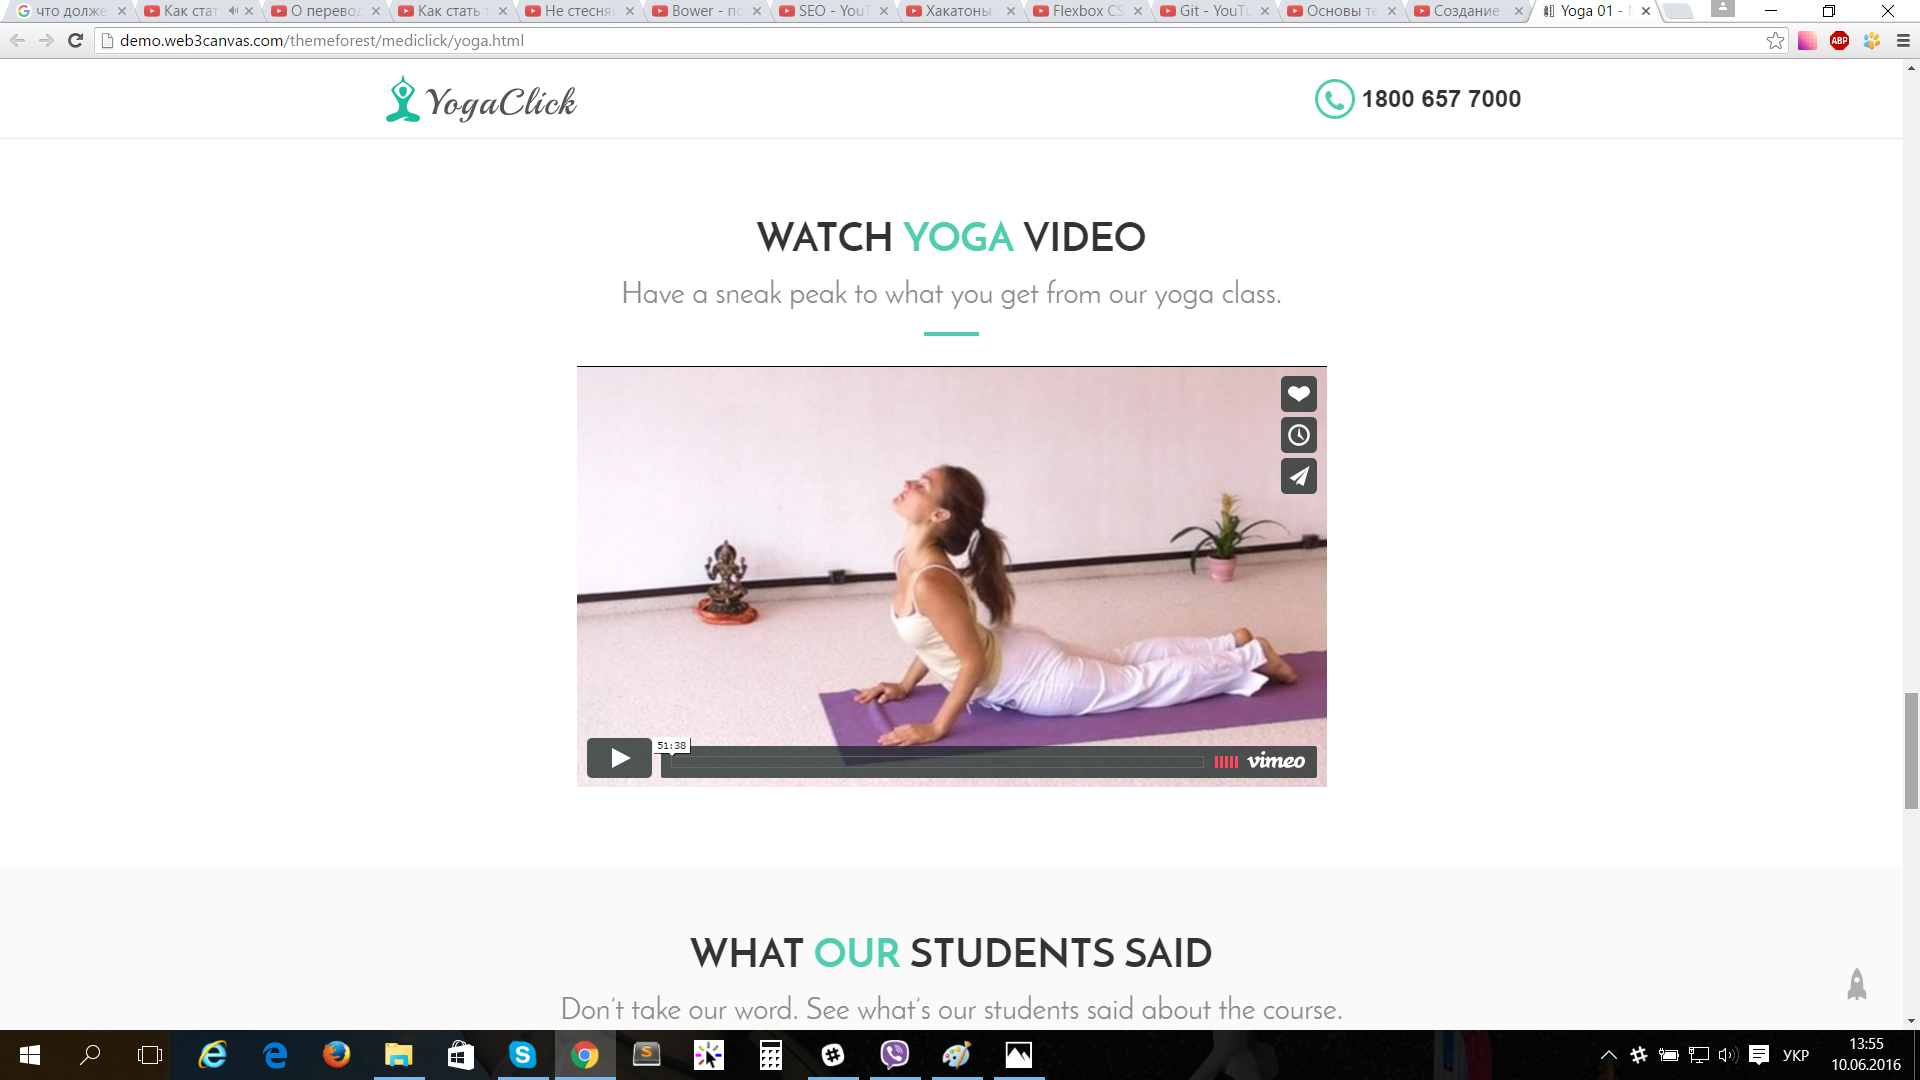 что долже
Как стат
О перевод
Как стать т
Не стесня
Bower - по
SEO - YouT
Хакатоны
Flexbox CS
Git - YouTu
Основы те
Создание
Yoga 01 - M
demo.web3canvas.com/themeforest/mediclick/yoga.html
ABP
YogaClick
1800 657 7000
WATCH YOGA VIDEO
Have a sneak peak to what you get from our yoga class.
51:38
vimeo
WHAT OUR STUDENTS SAID
Don't take our word. See what's our students said about the course.
УКР
13:55
10.06.2016